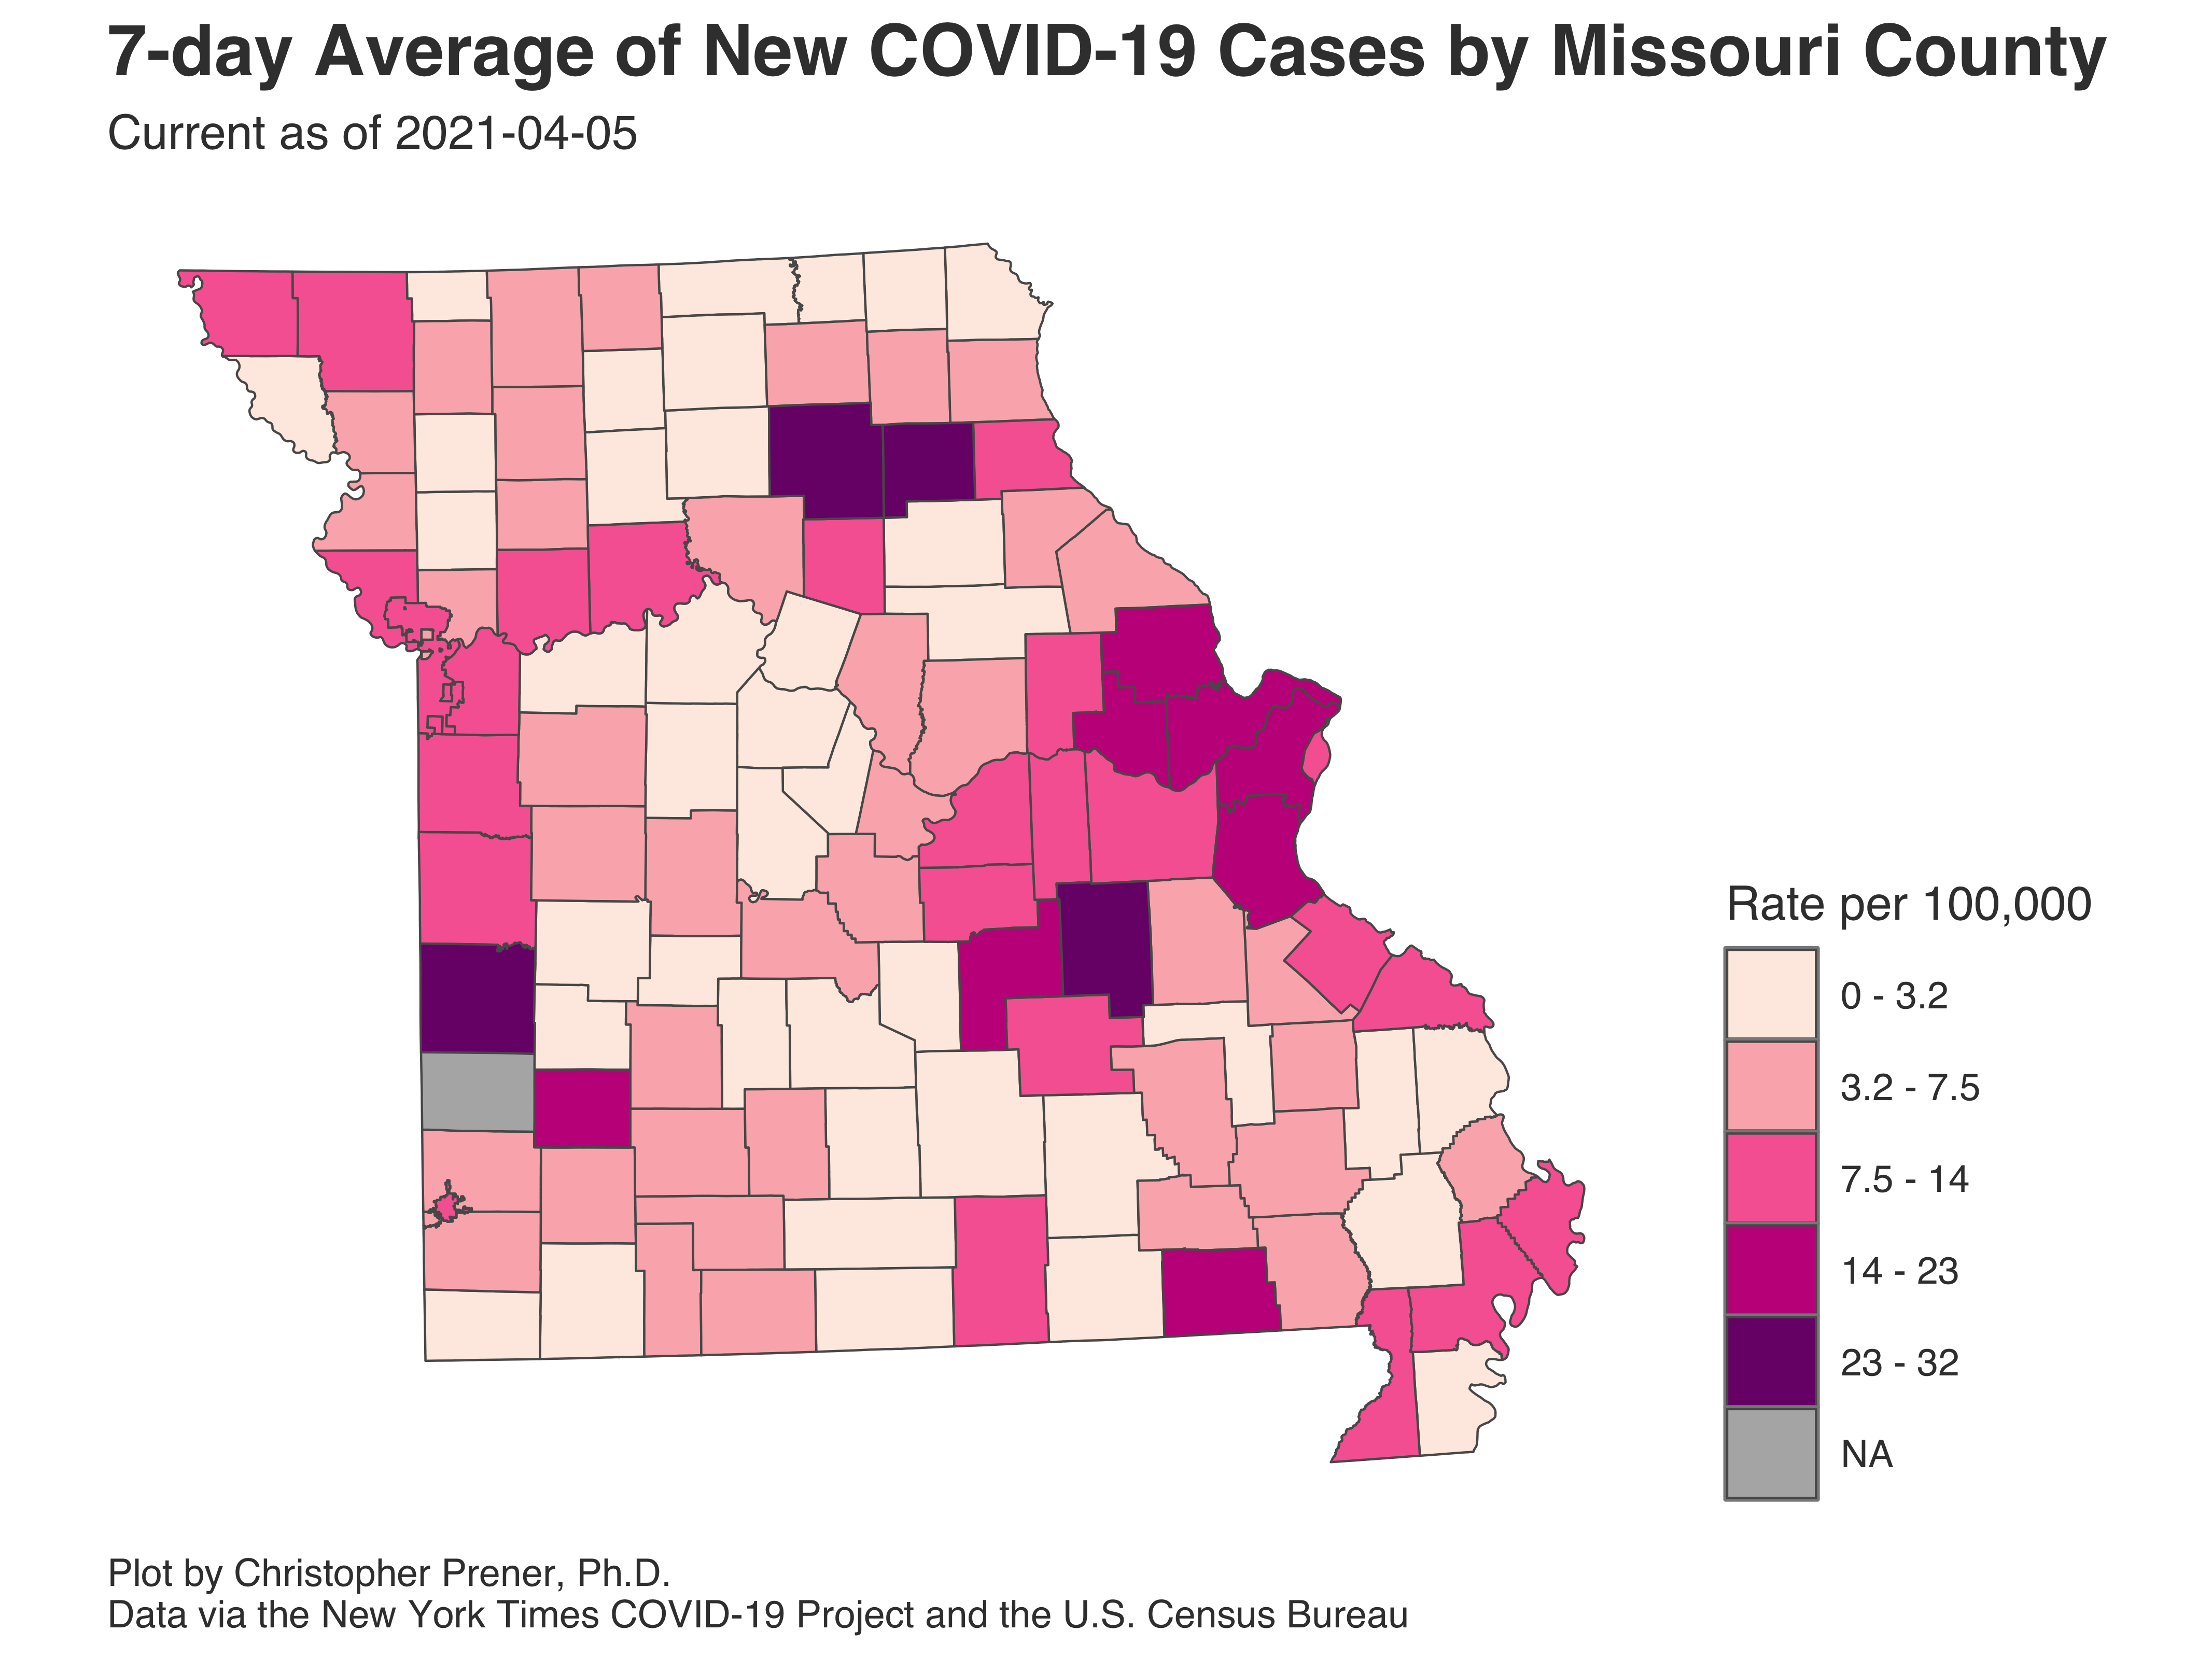 7-day Average of New COVID-19 Cases by Missouri County
Current as of 2021-04-05
Rate per 100,000
0 - 3.2
3.2 - 7.5
7.5 - 14
14 - 23
23 - 32
NA
Plot by Christopher Prener, Ph.D.
Data via the New York Times COVID-19 Project and the U.S. Census Bureau